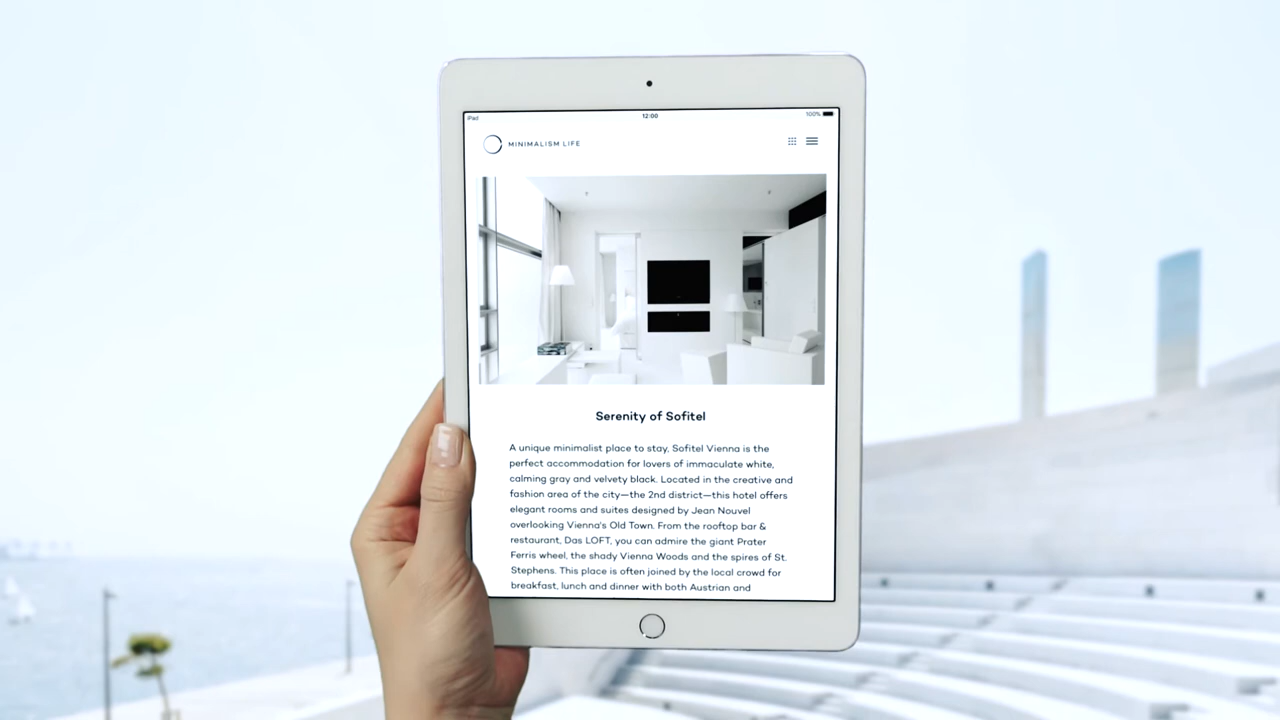 iPad
12:00
100%
MINIMALISM LIFE
Serenity of Sofitel
A unique minimalist place to stay, Sofitel Vienna is the
perfect accommodation for lovers of immaculate white,
calming gray and velvety black. Located in the creative and
fashion area of the city—the 2nd district—this hotel offers
elegant rooms and suites designed by Jean Nouvel
overlooking Vienna's Old Town. From the rooftop bar &
restaurant, Das LOFT, you can admire the giant Prater
Ferris wheel, the shady Vienna Woods and the spires of St.
Stephens. This place is often joined by the local crowd for
breakfast, lunch and dinner with both Austrian and